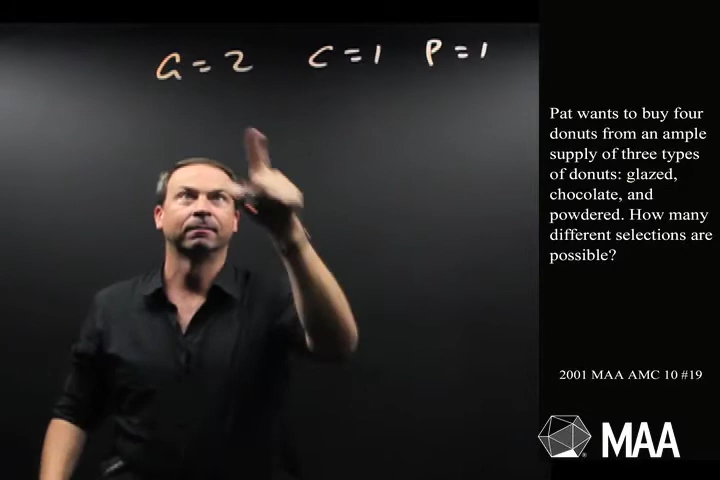 G = 2 C = 1 P = 1
Pat wants to buy four
donuts from an ample
supply of three types
of donuts: glazed,
chocolate, and
powdered. How many
different selections are
possible?
2001 MAA AMC 10 #19
MAA